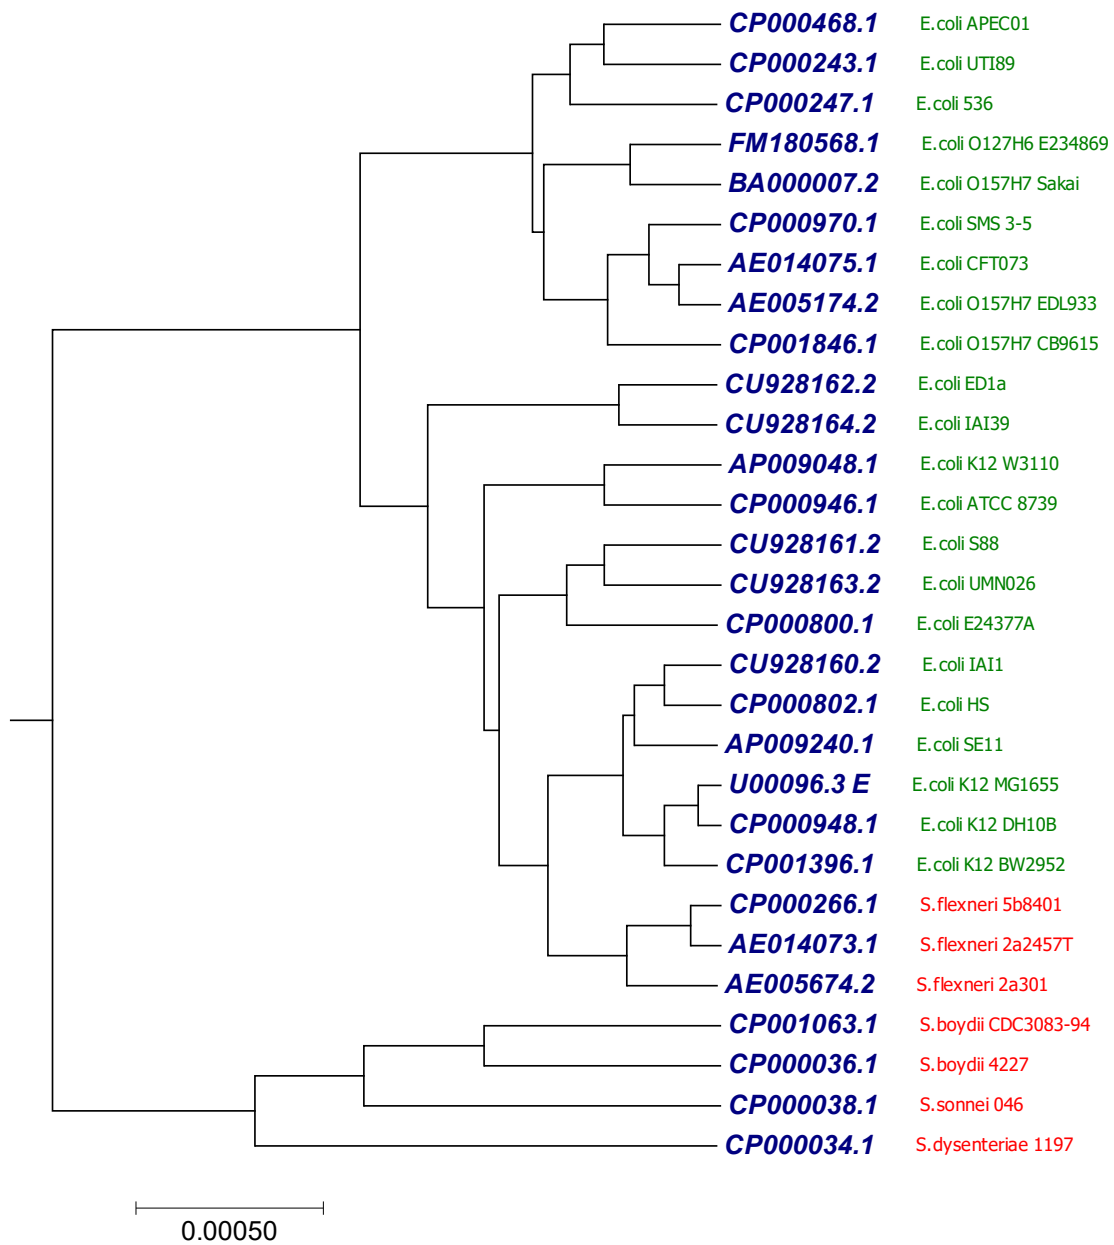 CP000468.1 E.coli APEC01
CP000243.1 E.coli UTI89
CP000247.1 E.coli 536
FM180568.1 E.coli O127H6 E234869
BA000007.2 E.coli O157H7 Sakai
CP000970.1 E.coli SMS 3-5
AE014075.1 E.coli CFT073
AE005174.2 E.coli O157H7 EDL933
CP001846.1 E.coli O157H7 CB9615
CU928162.2 E.coli ED1a
CU928164.2 E.coli IAI39
AP009048.1 E.coli K12 W3110
CP000946.1 E.coli ATCC 8739
CU928161.2 E.coli S88
CU928163.2 E.coli UMN026
CP000800.1 E.coli E24377A
CU928160.2 E.coli IAI1
CP000802.1 E.coli HS
AP009240.1 E.coli SE11
U00096.3 E E.coli K12 MG1655
CP000948.1 E.coli K12 DH10B
CP001396.1 E.coli K12 BW2952
CP000266.1 S.flexneri 5b8401
AE014073.1 S.flexneri 2a2457T
AE005674.2 S.flexneri 2a301
CP001063.1 S.boydii CDC3083-94
CP000036.1 S.boydii 4227
CP000038.1 S.sonnei 046
CP000034.1 S.dysenteriae 1197
0.00050